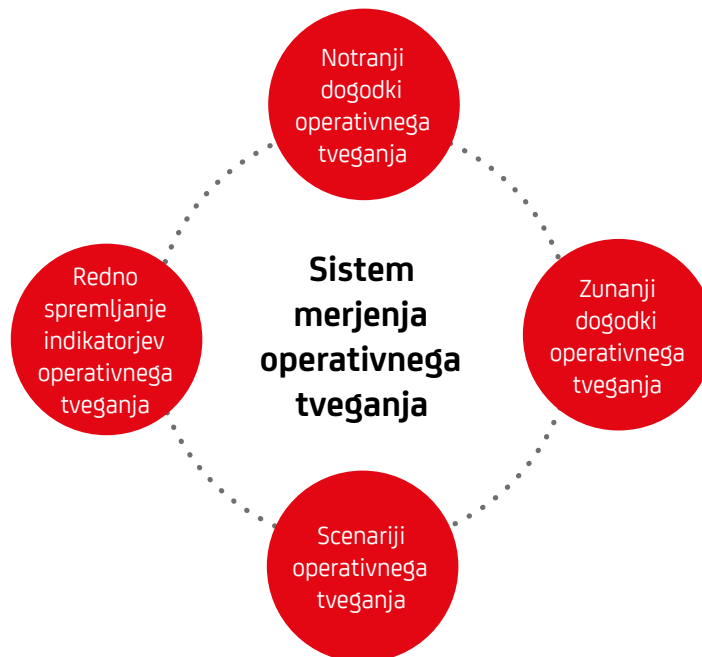 Notranji
dogodki
operativnega
tveganja
Sistem
merjenja
operativnega
tveganja
Redno
spremljanje
indikatorjev
operativnega
tveganja
Zunanji
dogodki
operativnega
tveganja
Scenariji
operativnega
tveganja